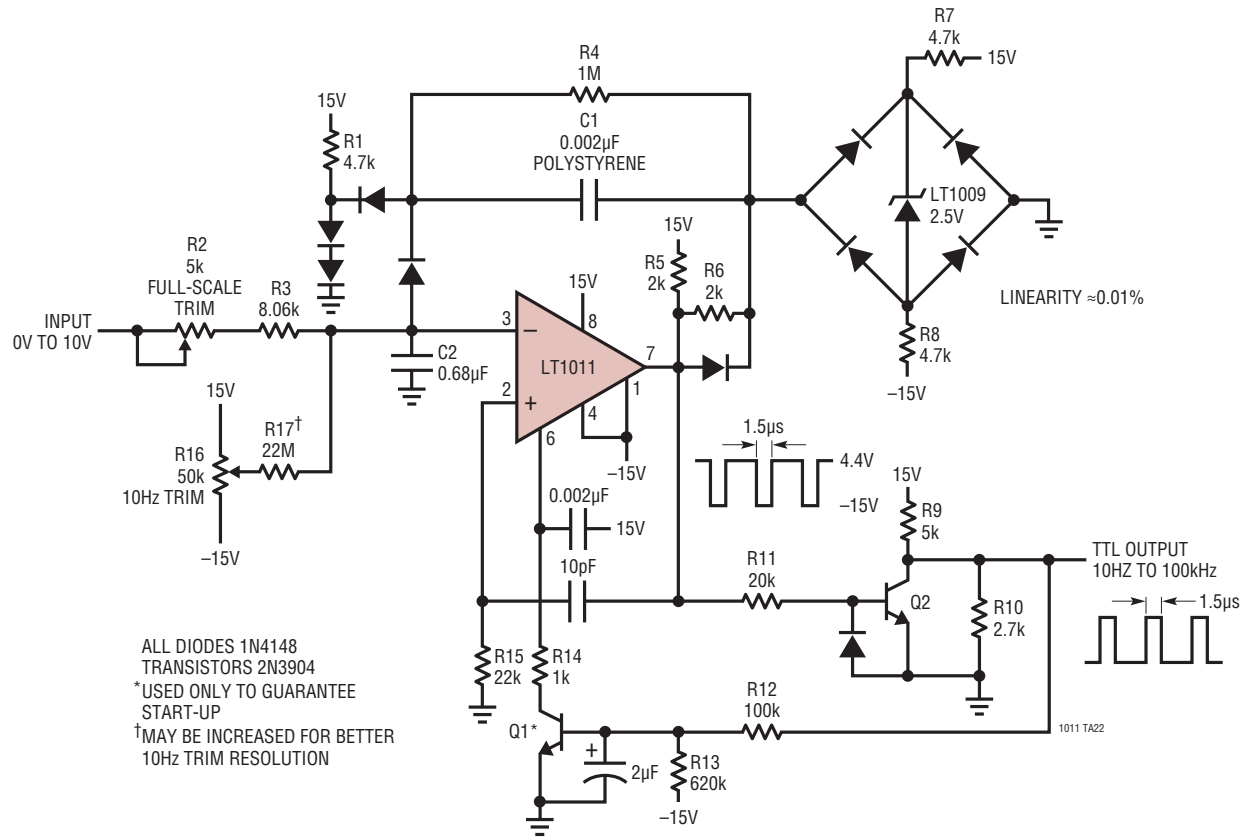 R7
4.7k
15V
R4
1M
15V
C1
0.002µF
POLYSTYRENE
R1
4.7k
LT1009
2.5V
15V
R2
5k
FULL-SCALE
TRIM
R5
2k
R6
2k
R3
8.06k
15V
LINEARITY ≈0.01%
INPUT
0V TO 10V
3
–
8
C2
0.68µF
LT1011
7
R8
4.7k
1
2
+
4
–15V
15V
6
R17†
22M
1.5µs
R16
50k
10Hz TRIM
–15V
4.4V
15V
0.002µF
–15V
15V
R9
5k
–15V
TTL OUTPUT
10HZ TO 100kHz
10pF
R11
20k
Q2
R10
2.7k
1.5µs
ALL DIODES 1N4148
TRANSISTORS 2N3904
*USED ONLY TO GUARANTEE
START-UP
†MAY BE INCREASED FOR BETTER
10Hz TRIM RESOLUTION
R15
22k
R14
1k
R12
100k
Q1*
1011 TA22
+
2µF
R13
620k
–15V